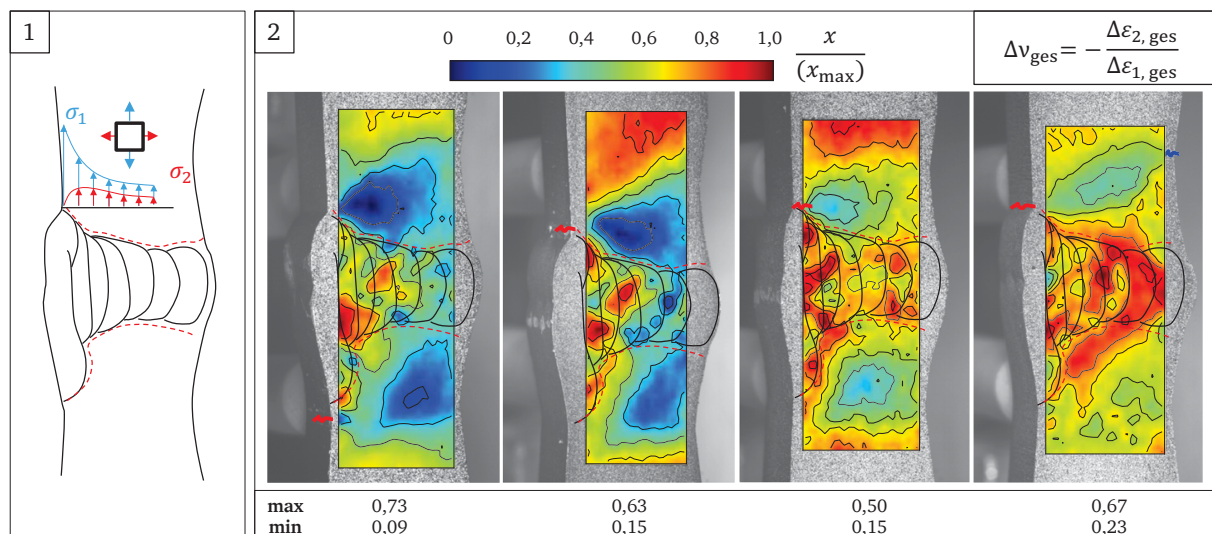 1
σ1
σ2
2
0 0,2 0,4 0,6 0,8 1,0
x
(xmax)
Δνges = − Δε2, ges
Δε1, ges
max 0,73 0,63 0,50 0,67
min 0,09 0,15 0,15 0,23